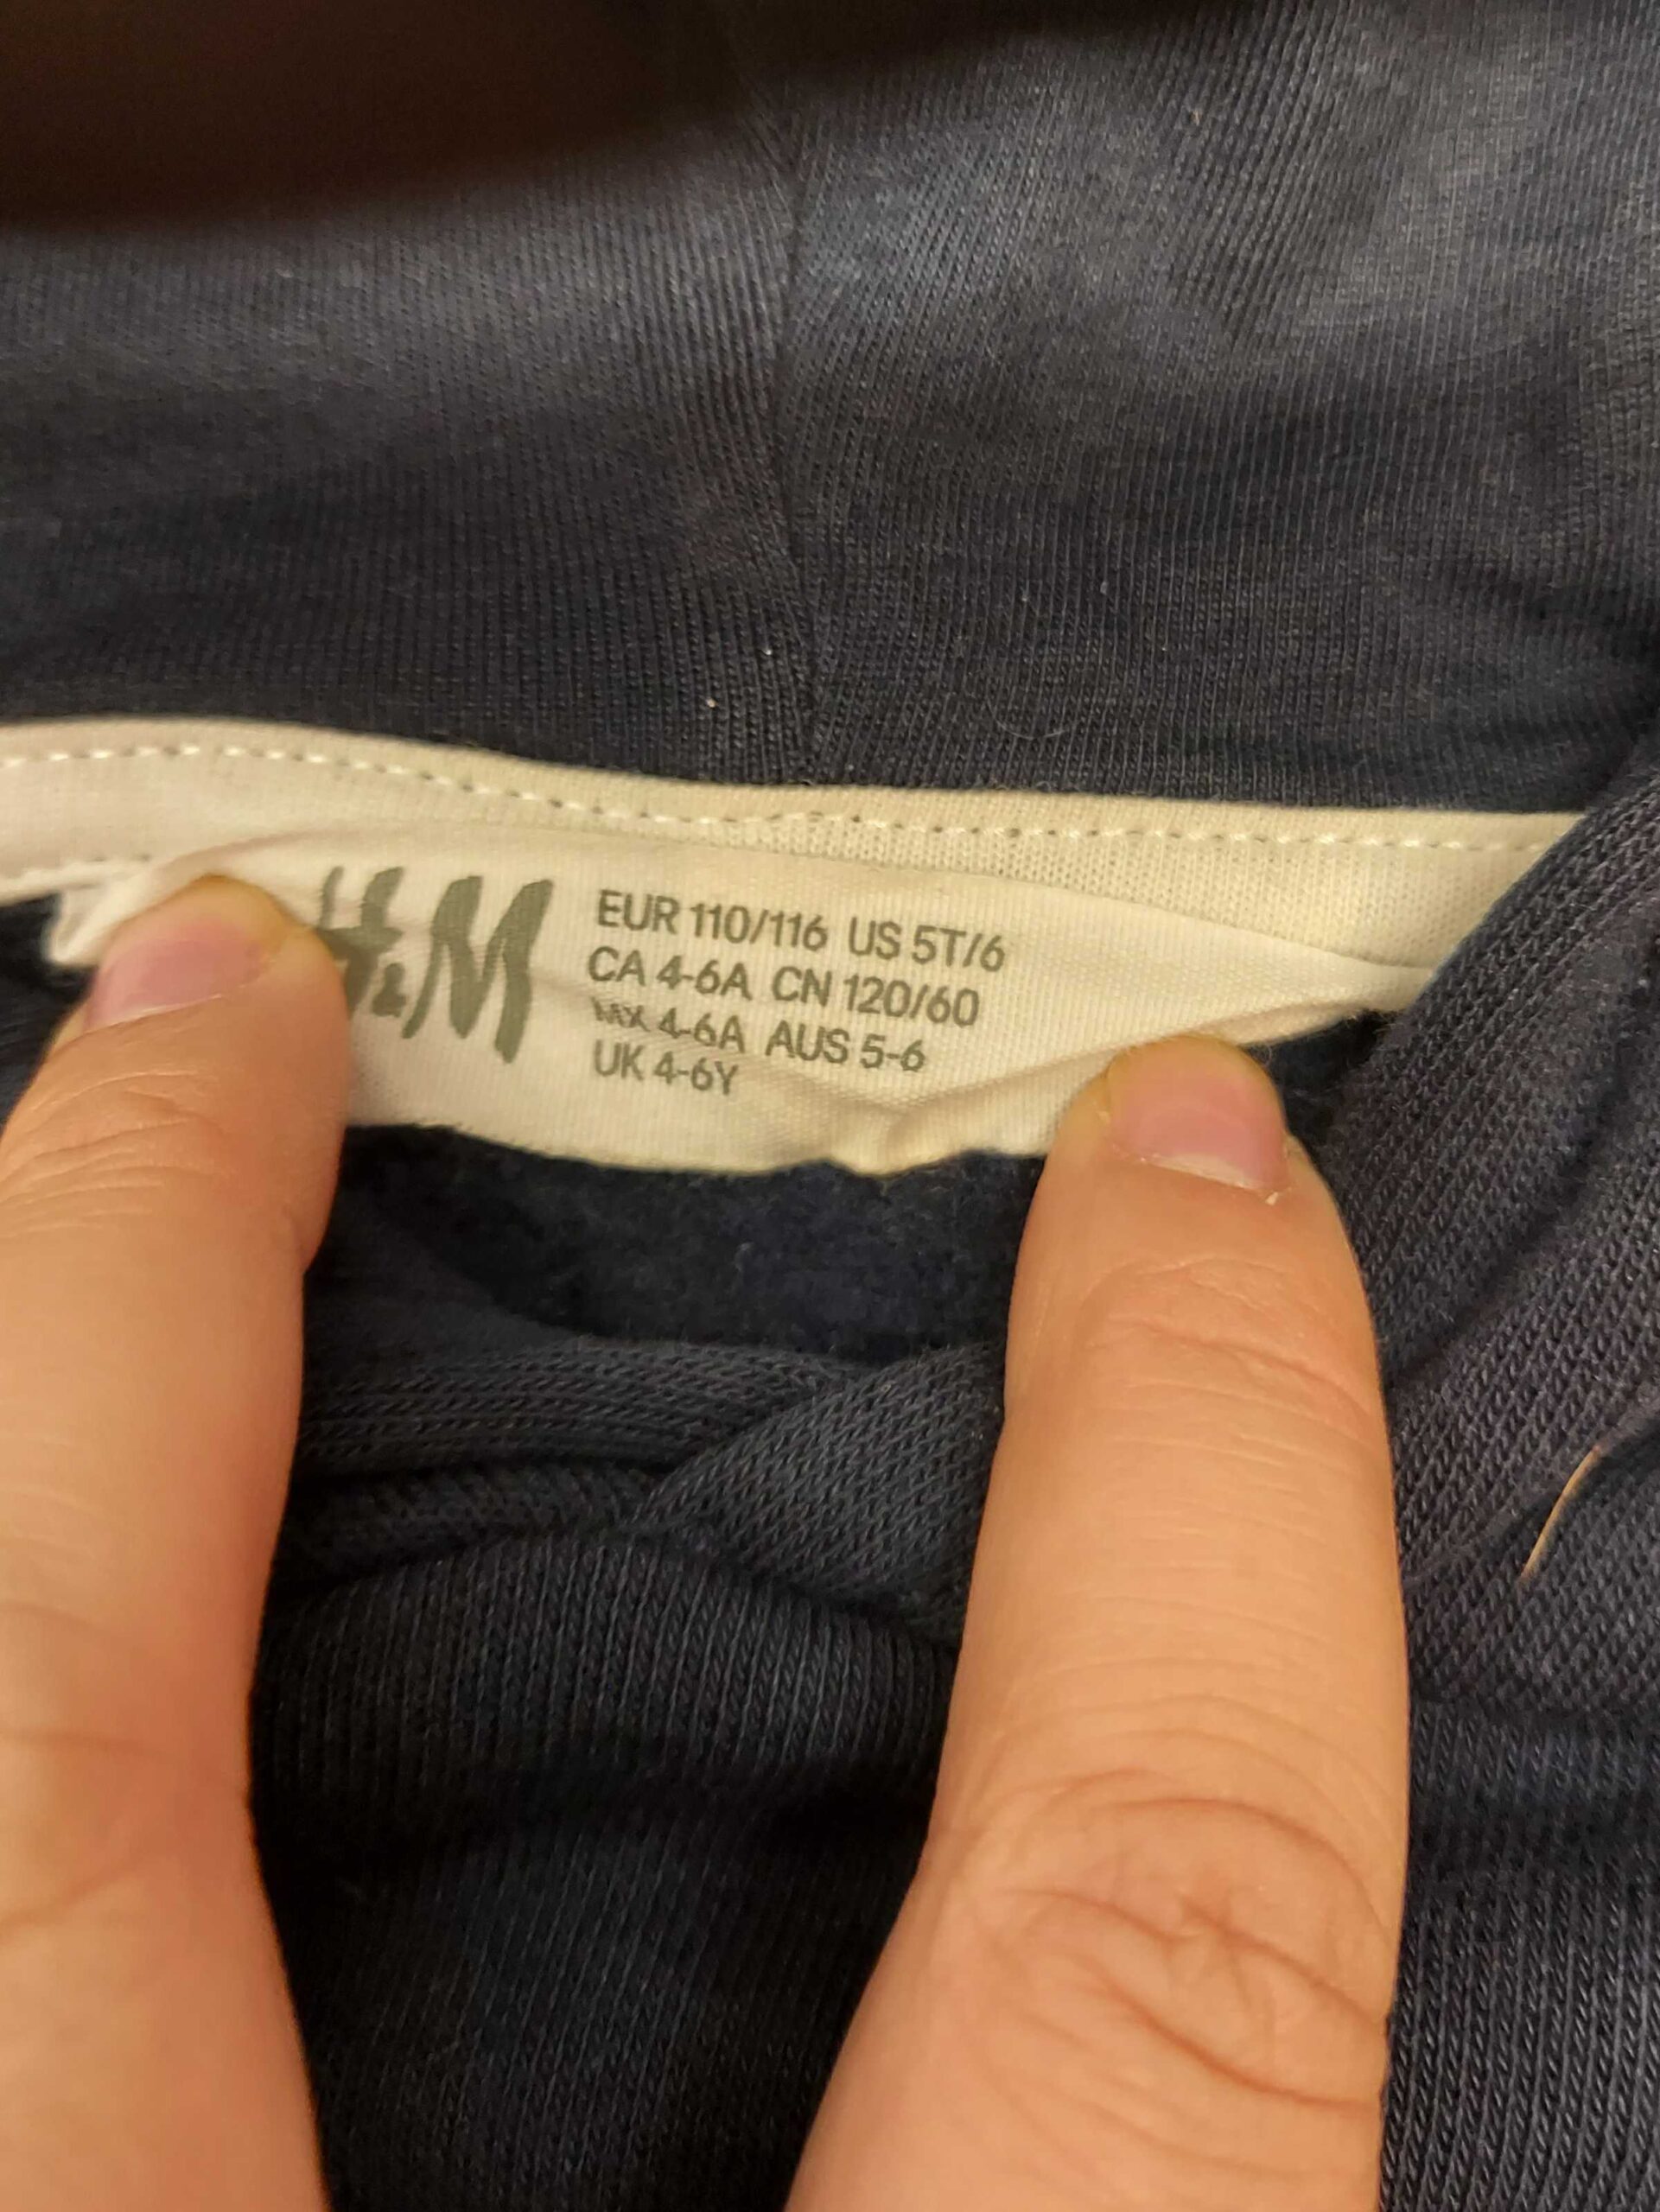 H&M
EUR 110/116 US 5T/6
CA 4-6A CN 120/60
MX 4-6A AUS 5-6
UK 4-6Y